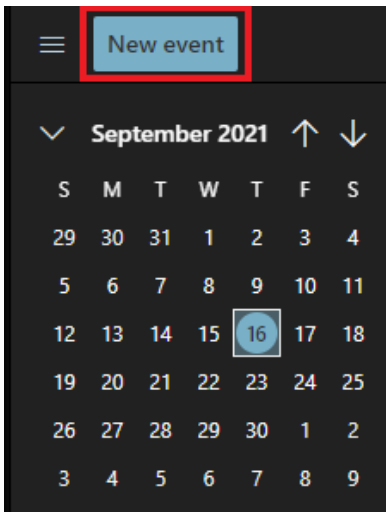 New event
September 2021
S M T W T F S
29 30 31 1 2 3 4
5 6 7 8 9 10 11
12 13 14 15 16 17 18
19 20 21 22 23 24 25
26 27 28 29 30 1 2
3 4 5 6 7 8 9